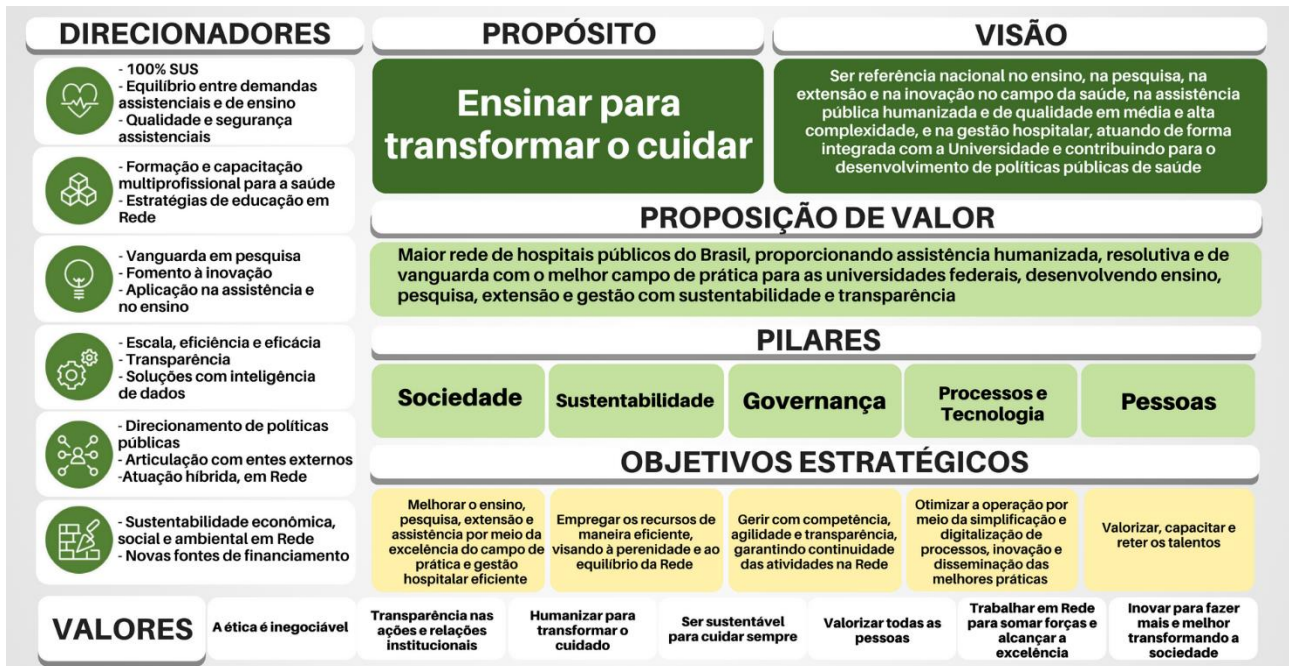 DIRECIONADORES
- 100% SUS
- Equilíbrio entre demandas
assistenciais e de ensino
- Qualidade e segurança
assistenciais
- Formação e capacitação
multiprofissional para a saúde
- Estratégias de educação em
Rede
- Vanguarda em pesquisa
- Fomento à inovação
- Aplicação na assistência e
no ensino
- Escala, eficiência e eficácia
- Transparência
- Soluções com inteligência
de dados
- Direcionamento de políticas
públicas
- Articulação com entes externos
-Atuação híbrida, em Rede
- Sustentabilidade econômica,
social e ambiental em Rede
- Novas fontes de financiamento
PROPÓSITO
Ensinar para
transformar o cuidar
VISÃO
Ser referência nacional no ensino, na pesquisa, na
extensão e na inovação no campo da saúde, na assistência
pública humanizada e de qualidade em média e alta
complexidade, e na gestão hospitalar, atuando de forma
integrada com a Universidade e contribuindo para o
desenvolvimento de políticas públicas de saúde
PROPOSIÇÃO DE VALOR
Maior rede de hospitais públicos do Brasil, proporcionando assistência humanizada, resolutiva e de
vanguarda com o melhor campo de prática para as universidades federais, desenvolvendo ensino,
pesquisa, extensão e gestão com sustentabilidade e transparência
PILARES
Sociedade
Sustentabilidade
Governança
Processos e
Tecnologia
Pessoas
OBJETIVOS ESTRATÉGICOS
Melhorar o ensino,
pesquisa, extensão e
assistência por meio da
excelência do campo de
prática e gestão
hospitalar eficiente
Empregar os recursos de
maneira eficiente,
visando à perenidade e ao
equilíbrio da Rede
Gerir com competência,
agilidade e transparência,
garantindo continuidade
das atividades na Rede
Otimizar a operação por
meio da simplificação e
digitalização de
processos, inovação e
disseminação das
melhores práticas
Valorizar, capacitar e
reter os talentos
VALORES
A ética é inegociável
Transparência nas
ações e relações
institucionais
Humanizar para
transformar o
cuidado
Ser sustentável
para cuidar sempre
Valorizar todas as
pessoas
Trabalhar em Rede
para somar forças e
alcançar a
excelência
Inovar para fazer
mais e melhor
transformando a
sociedade